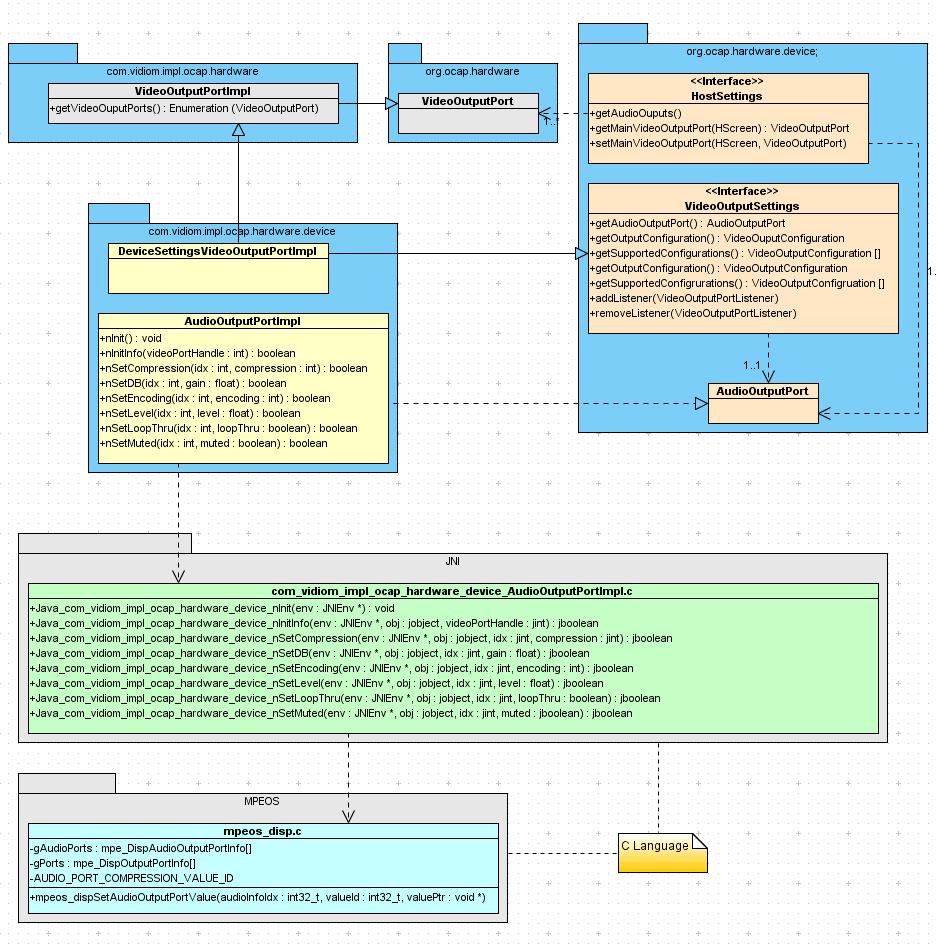 com.vidiom.impl.ocap.hardware
VideoOutputPortImpl
+getVideoOuputPorts() : Enumeration (VideoOutputPort)
org.ocap.hardware
VideoOutputPort
1..*
org.ocap.hardware.device;
<<Interface>>
HostSettings
+getAudioOuputs()
+getMainVideoOutputPort(HScreen) : VideoOutputPort
+setMainVideoOutputPort(HScreen, VideoOutputPort)
<<Interface>>
VideoOutputSettings
+getAudioOutputPort() : AudioOutputPort
+getOutputConfiguration() : VideoOuputConfiguration
+getSupportedConfigurations() : VideoOutputConfiguration []
+getOutputConfiguration() : VideoOutputConfiguration
+getSupportedConfigrurations() : VideoOutputConfigruation []
+addListener(VideoOutputPortListener)
+removeListener(VideoOutputPortListener)
1..
1..1
AudioOutputPort
com.vidiom.impl.ocap.hardware.device
DeviceSettingsVideoOutputPortImpl
AudioOutputPortImpl
+nInit() : void
+nInitInfo(videoPortHandle : int) : boolean
+nSetCompression(idx : int, compression : int) : boolean
+nSetDB(idx : int, gain : float) : boolean
+nSetEncoding(idx : int, encoding : int) : boolean
+nSetLevel(idx : int, level : float) : boolean
+nSetLoopThru(idx : int, loopThru : boolean) : boolean
+nSetMuted(idx : int, muted : boolean) : boolean
JNI
com_vidiom_impl_ocap_hardware_device_AudioOutputPortImpl.c
+Java_com_vidiom_impl_ocap_hardware_device_nInit(env : JNIEnv *) : void
+Java_com_vidiom_impl_ocap_hardware_device_nInitInfo(env : JNIEnv *, obj : jobject, videoPortHandle : jint) : jboolean
+Java_com_vidiom_impl_ocap_hardware_device_nSetCompression(env : JNIEnv *, obj : jobject, idx : jint, compression : jint) : jboolean
+Java_com_vidiom_impl_ocap_hardware_device_nSetDB(env : JNIEnv *, obj : jobject, idx : jint, gain : float) : jboolean
+Java_com_vidiom_impl_ocap_hardware_device_nSetEncoding(env : JNIEnv *, obj : jobject, idx : jint, encoding : int) : jboolean
+Java_com_vidiom_impl_ocap_hardware_device_nSetLevel(env : JNIEnv *, obj : jobject, idx : jint, level : float) : jboolean
+Java_com_vidiom_impl_ocap_hardware_device_nSetLoopThru(env : JNIEnv *, obj : jobject, idx : jint, loopThru : boolean) : jboolean
+Java_com_vidiom_impl_ocap_hardware_device_nSetMuted(env : JNIEnv *, obj : jobject, idx : jint, muted : jboolean) : jboolean
MPEOS
mpeos_disp.c
-gAudioPorts : mpe_DispAudioOutputPortInfo[]
-gPorts : mpe_DispOutputPortInfo[]
-AUDIO_PORT_COMPRESSION_VALUE_ID
+mpeos_dispSetAudioOutputPortValue(audioInfoIdx : int32_t, valueId : int32_t, valuePtr : void *)
C Language